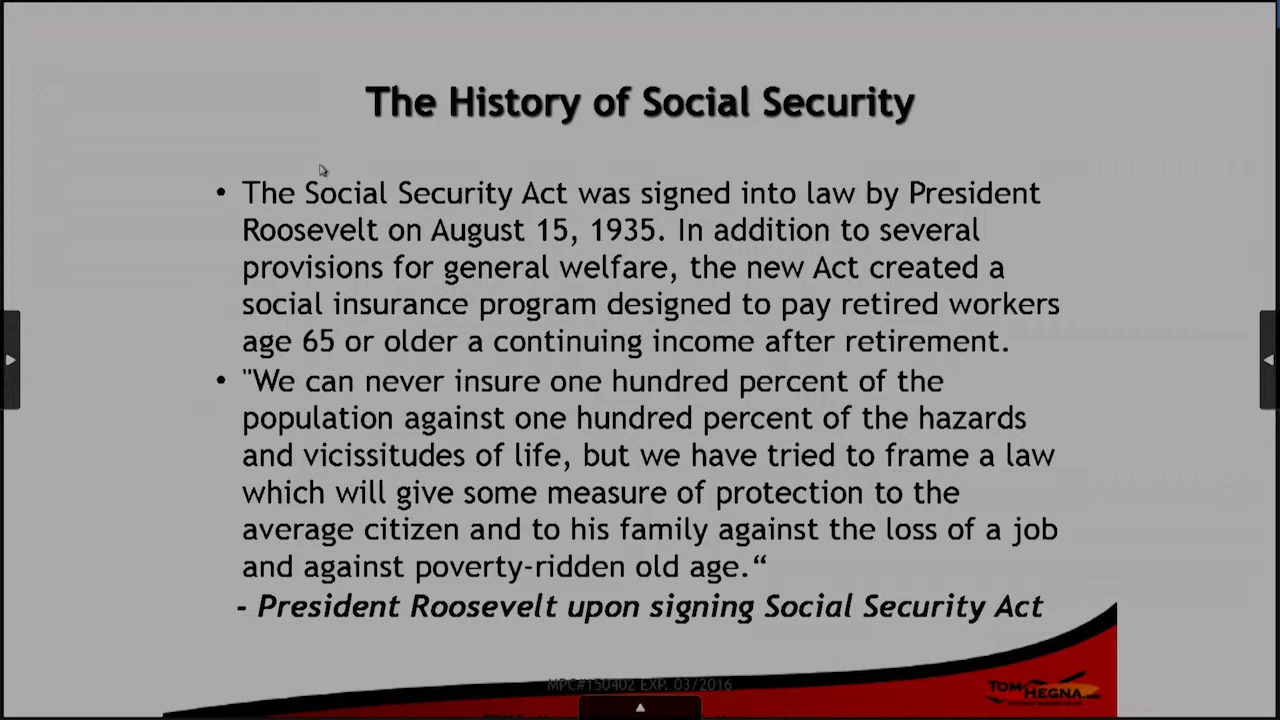 The History of Social Security
• The Social Security Act was signed into law by President
Roosevelt on August 15, 1935. In addition to several
provisions for general welfare, the new Act created a
social insurance program designed to pay retired workers
age 65 or older a continuing income after retirement.
• "We can never insure one hundred percent of the
population against one hundred percent of the hazards
and vicissitudes of life, but we have tried to frame a law
which will give some measure of protection to the
average citizen and to his family against the loss of a job
and against poverty-ridden old age.“
- President Roosevelt upon signing Social Security Act
MPC#150402 EXP. 03/2016
TOM HEGNA